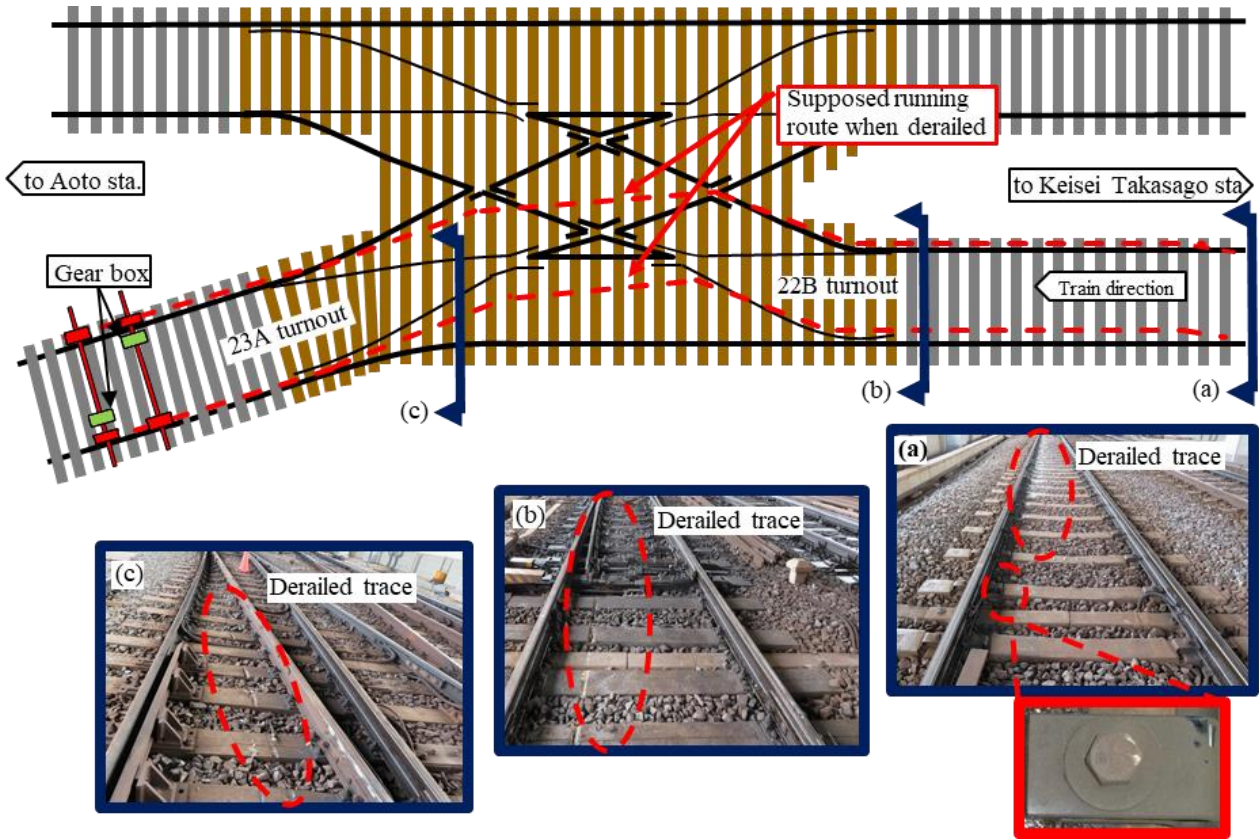 Supposed running
route when derailed
to Aoto sta.
to Keisei Takasago sta
Gear box
22B turnout
Train direction
23A turnout
(c)
(b)
(a)
(a)
Derailed trace
(b)
Derailed trace
(c)
Derailed trace